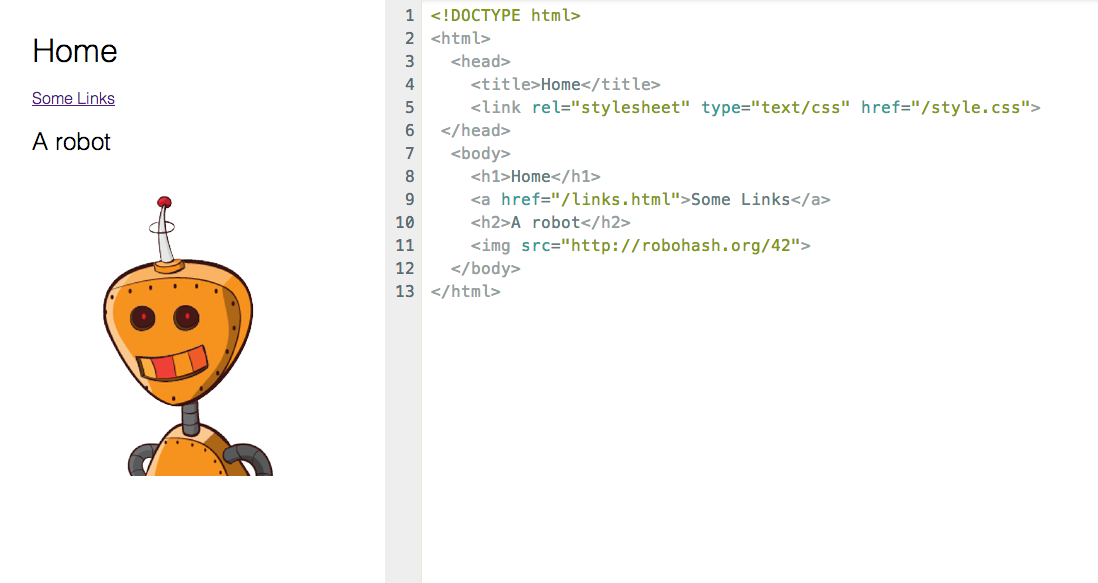 Home
Some Links
A robot
1 <!DOCTYPE html>
2 <html>
3   <head>
4     <title>Home</title>
5     <link rel="stylesheet" type="text/css" href="/style.css">
6  </head>
7   <body>
8     <h1>Home</h1>
9     <a href="/links.html">Some Links</a>
10     <h2>A robot</h2>
11     <img src="http://robohash.org/42">
12   </body>
13 </html>